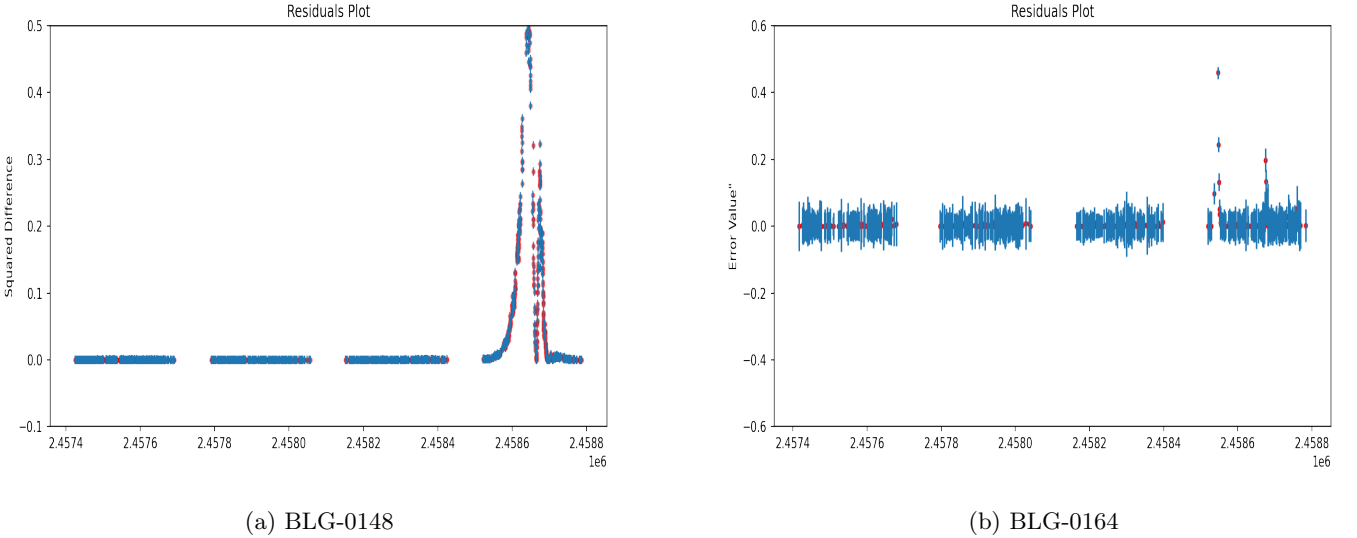 Residuals Plot
Squared Difference
0.5
0.4
0.3
0.2
0.1
0.0
−0.1
2.4574 2.4576 2.4578 2.4580 2.4582 2.4584 2.4586 2.4588
1e6
(a) BLG-0148
Residuals Plot
Error Value"
0.6
0.4
0.2
0.0
−0.2
−0.4
−0.6
2.4574 2.4576 2.4578 2.4580 2.4582 2.4584 2.4586 2.4588
1e6
(b) BLG-0164